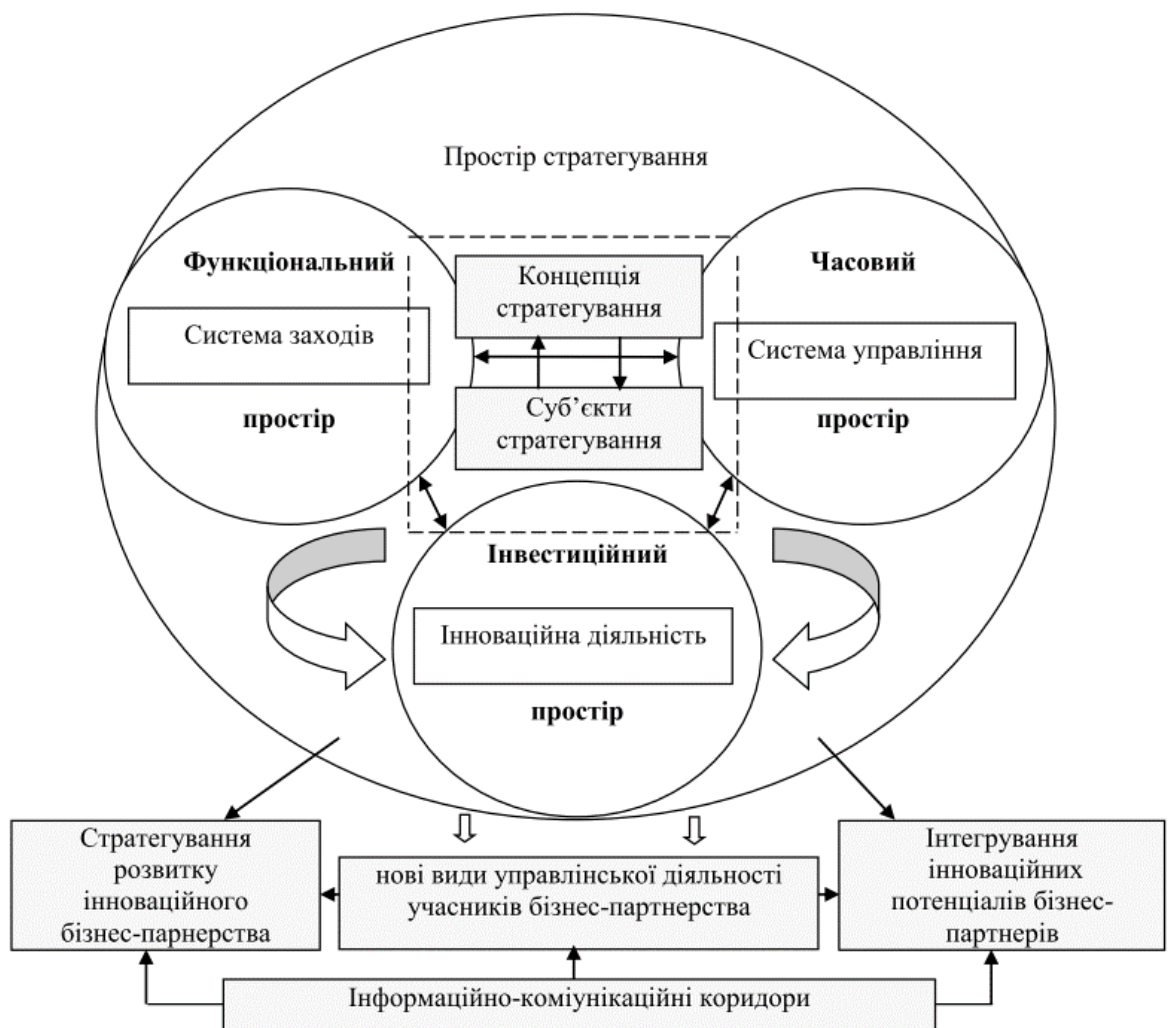 Простір стратегування
Функціональний
Система заходів
простір
Концепція
стратегування
Суб’єкти
стратегування
Часовий
Система управління
простір
Інвестиційний
Інноваційна діяльність
простір
Стратегування
розвитку
інноваційного
бізнес-парнерства
нові види управлінської діяльності
учасників бізнес-партнерства
Інтегрування
інноваційних
потенціалів бізнес-
партнерів
Інформаційно-коміунікаційні коридори